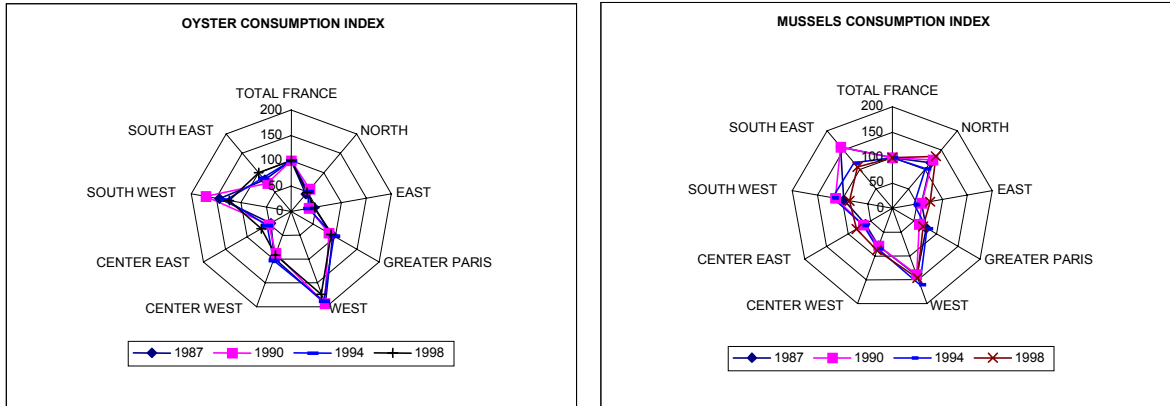 OYSTER CONSUMPTION INDEX
TOTAL FRANCE
200
150
100
50
0
NORTH
EAST
GREATER PARIS
WEST
CENTER WEST
CENTER EAST
SOUTH WEST
SOUTH EAST
1987 1990 1994 1998
MUSSELS CONSUMPTION INDEX
TOTAL FRANCE
200
150
100
50
0
NORTH
EAST
GREATER PARIS
WEST
CENTER WEST
CENTER EAST
SOUTH WEST
SOUTH EAST
1987 1990 1994 1998